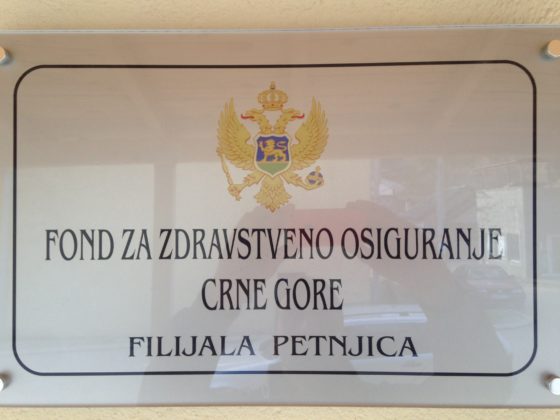 FOND ZA ZDRAVSTVENO OSIGURANJE
CRNE GORE
FILIJALA PETNJICA